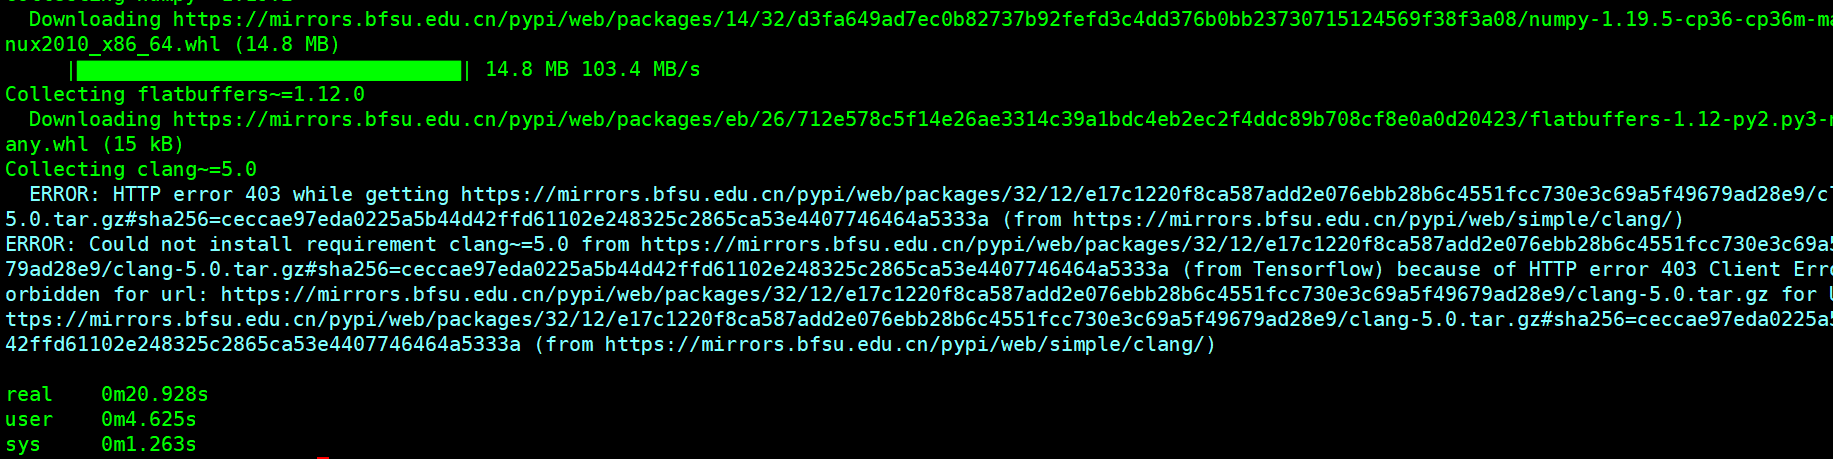 Collecting numpy~=1.19.2
Downloading https://mirrors.bfsu.edu.cn/pypi/web/packages/14/32/d3fa649ad7ec0b82737b92fefd3c4dd376b0bb23730715124569f38f3a08/numpy-1.19.5-cp36-cp36m-ma
nux2010_x86_64.whl (14.8 MB)
|████████████████████████████████| 14.8 MB 103.4 MB/s
Collecting flatbuffers~=1.12.0
Downloading https://mirrors.bfsu.edu.cn/pypi/web/packages/eb/26/712e578c5f14e26ae3314c39a1bdc4eb2ec2f4ddc89b708cf8e0a0d20423/flatbuffers-1.12-py2.py3-n
any.whl (15 kB)
Collecting clang~=5.0
ERROR: HTTP error 403 while getting https://mirrors.bfsu.edu.cn/pypi/web/packages/32/12/e17c1220f8ca587add2e076ebb28b6c4551fcc730e3c69a5f49679ad28e9/cl
5.0.tar.gz#sha256=ceccae97eda0225a5b44d42ffd61102e248325c2865ca53e4407746464a5333a (from https://mirrors.bfsu.edu.cn/pypi/web/simple/clang/)
ERROR: Could not install requirement clang~=5.0 from https://mirrors.bfsu.edu.cn/pypi/web/packages/32/12/e17c1220f8ca587add2e076ebb28b6c4551fcc730e3c69a5
79ad28e9/clang-5.0.tar.gz#sha256=ceccae97eda0225a5b44d42ffd61102e248325c2865ca53e4407746464a5333a (from Tensorflow) because of HTTP error 403 Client Erro
orbidden for url: https://mirrors.bfsu.edu.cn/pypi/web/packages/32/12/e17c1220f8ca587add2e076ebb28b6c4551fcc730e3c69a5f49679ad28e9/clang-5.0.tar.gz for U
ttps://mirrors.bfsu.edu.cn/pypi/web/packages/32/12/e17c1220f8ca587add2e076ebb28b6c4551fcc730e3c69a5f49679ad28e9/clang-5.0.tar.gz#sha256=ceccae97eda0225a5
42ffd61102e248325c2865ca53e4407746464a5333a (from https://mirrors.bfsu.edu.cn/pypi/web/simple/clang/)
real 0m20.928s
user 0m4.625s
sys 0m1.263s